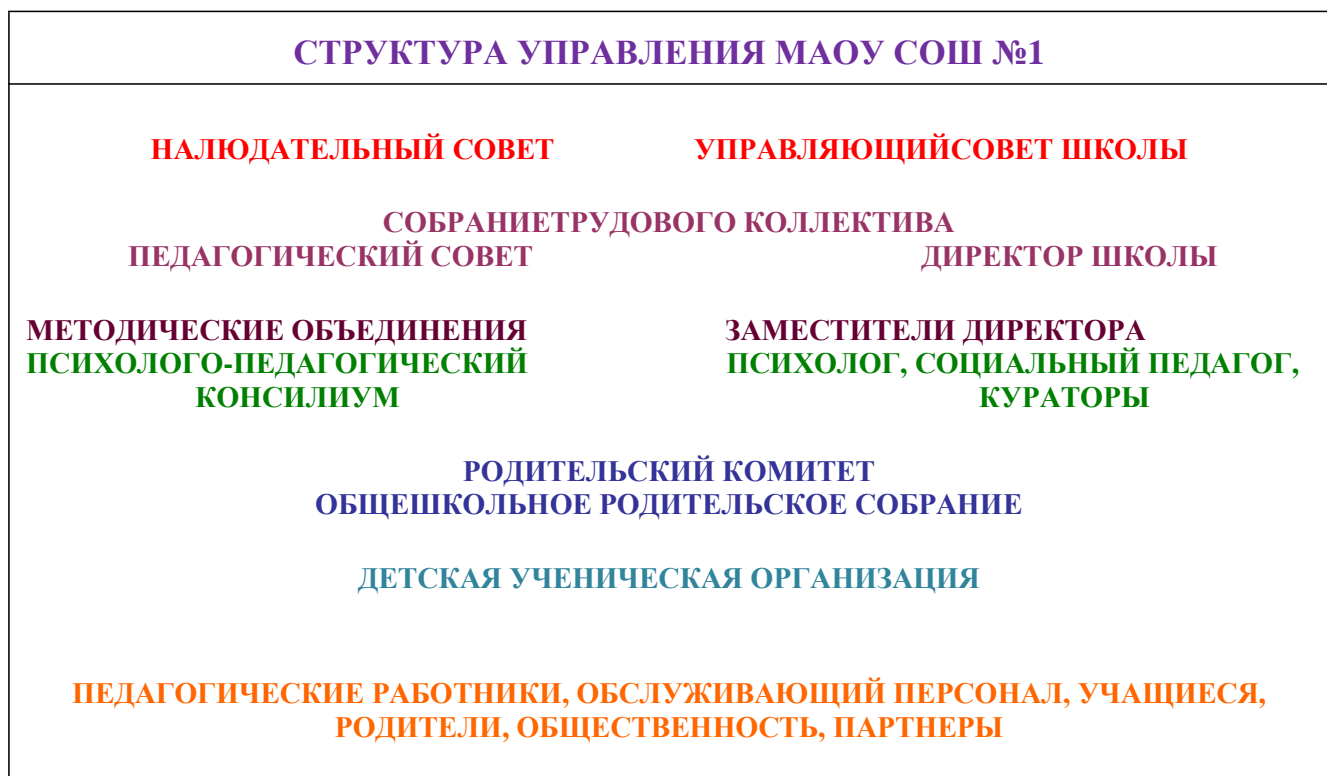 СТРУКТУРА УПРАВЛЕНИЯ МАОУ СОШ №1
НАЛЮДАТЕЛЬНЫЙ СОВЕТ УПРАВЛЯЮЩИЙСОВЕТ ШКОЛЫ
СОБРАНИЕТРУДОВОГО КОЛЛЕКТИВА
ПЕДАГОГИЧЕСКИЙ СОВЕТ ДИРЕКТОР ШКОЛЫ
МЕТОДИЧЕСКИЕ ОБЪЕДИНЕНИЯ ЗАМЕСТИТЕЛИ ДИРЕКТОРА
ПСИХОЛОГО-ПЕДАГОГИЧЕСКИЙ ПСИХОЛОГ, СОЦИАЛЬНЫЙ ПЕДАГОГ,
КОНСИЛИУМ КУРАТОРЫ
РОДИТЕЛЬСКИЙ КОМИТЕТ
ОБЩЕШКОЛЬНОЕ РОДИТЕЛЬСКОЕ СОБРАНИЕ
ДЕТСКАЯ УЧЕНИЧЕСКАЯ ОРГАНИЗАЦИЯ
ПЕДАГОГИЧЕСКИЕ РАБОТНИКИ, ОБСЛУЖИВАЮЩИЙ ПЕРСОНАЛ, УЧАЩИЕСЯ,
РОДИТЕЛИ, ОБЩЕСТВЕННОСТЬ, ПАРТНЕРЫ